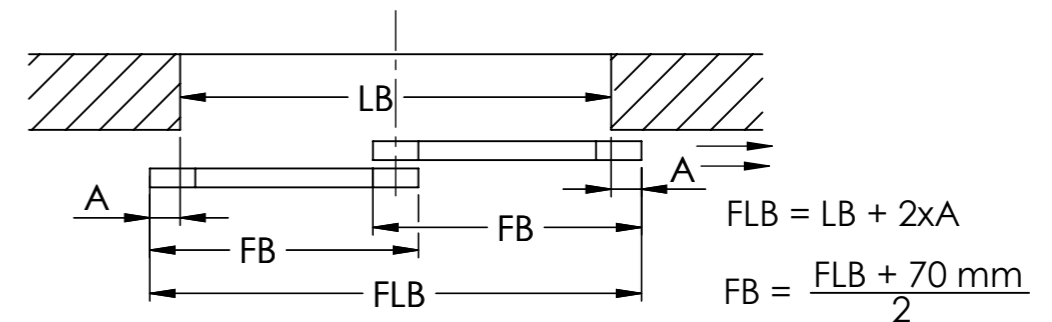 LB
A
A
FB
FB
FLB
FLB = LB + 2xA
FB = FLB + 70 mm
2